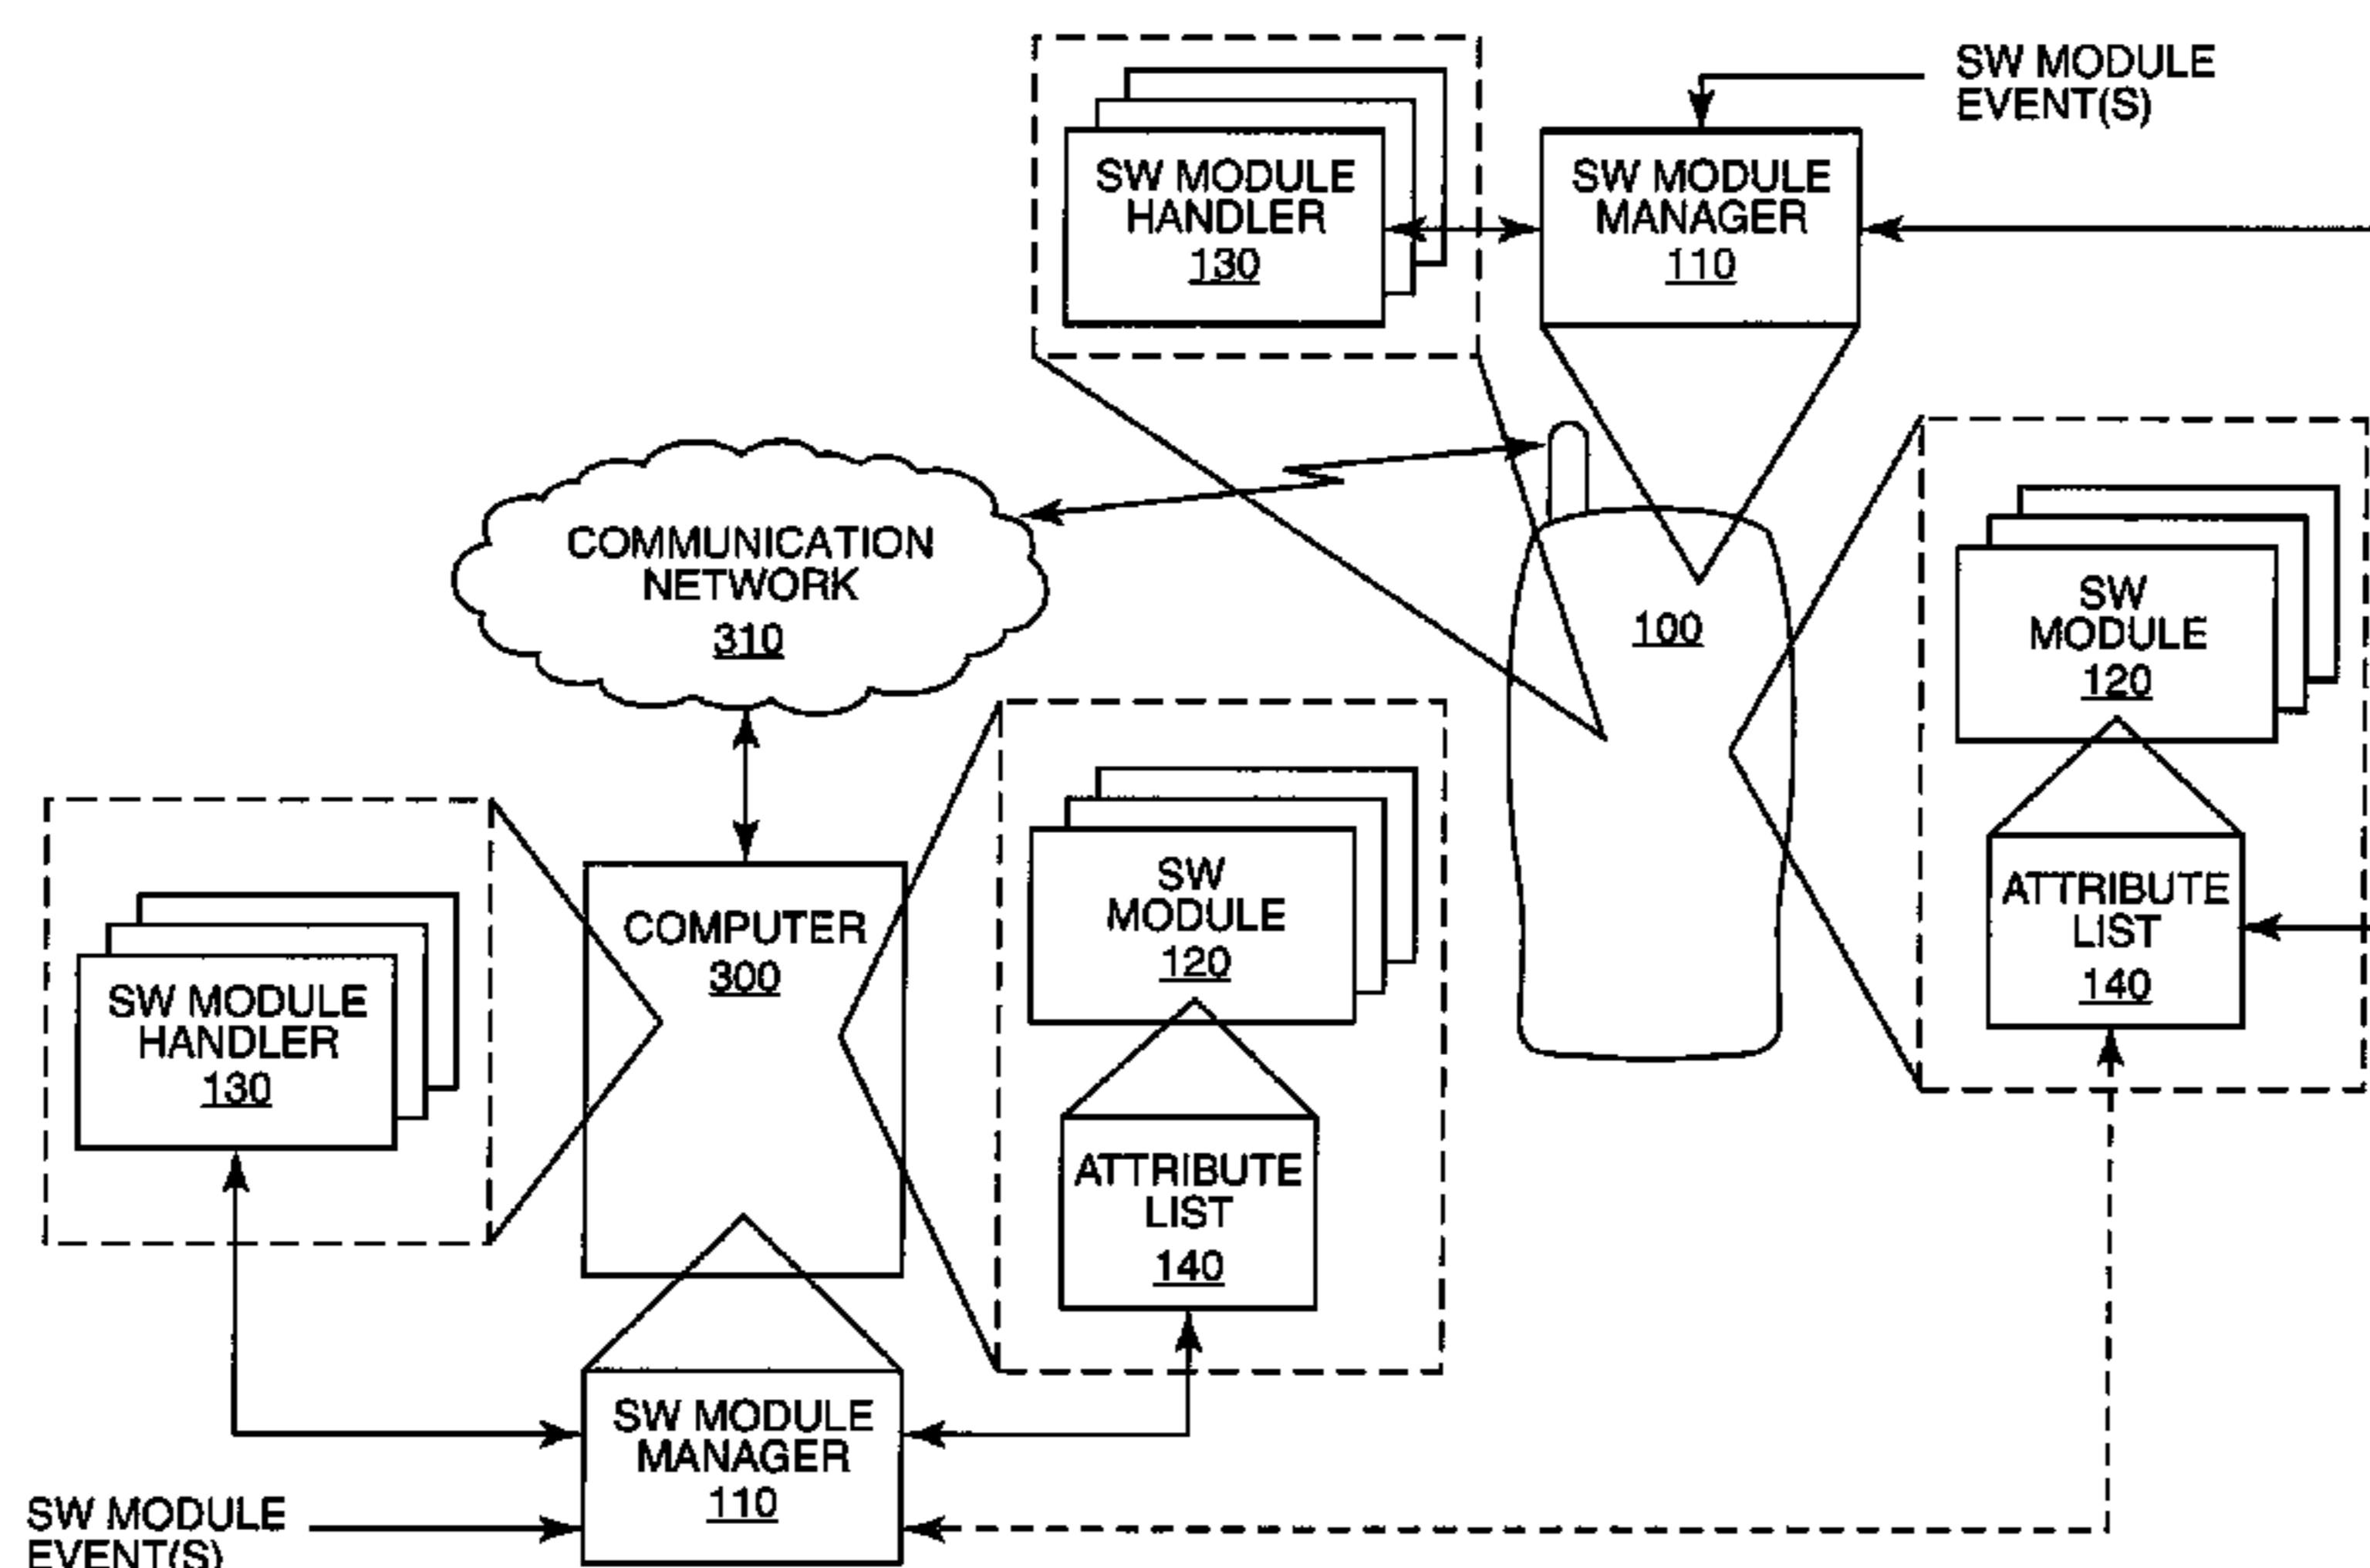 SW MODULE
EVENT(S)
SW MODULE
HANDLER
130
SW MODULE
MANAGER
110
COMMUNICATION
NETWORK
310
100
SW
MODULE
120
ATTRIBUTE
LIST
140
COMPUTER
300
SW
MODULE
120
ATTRIBUTE
LIST
140
SW MODULE
HANDLER
130
SW MODULE
MANAGER
110
SW MODULE
EVENT(S)